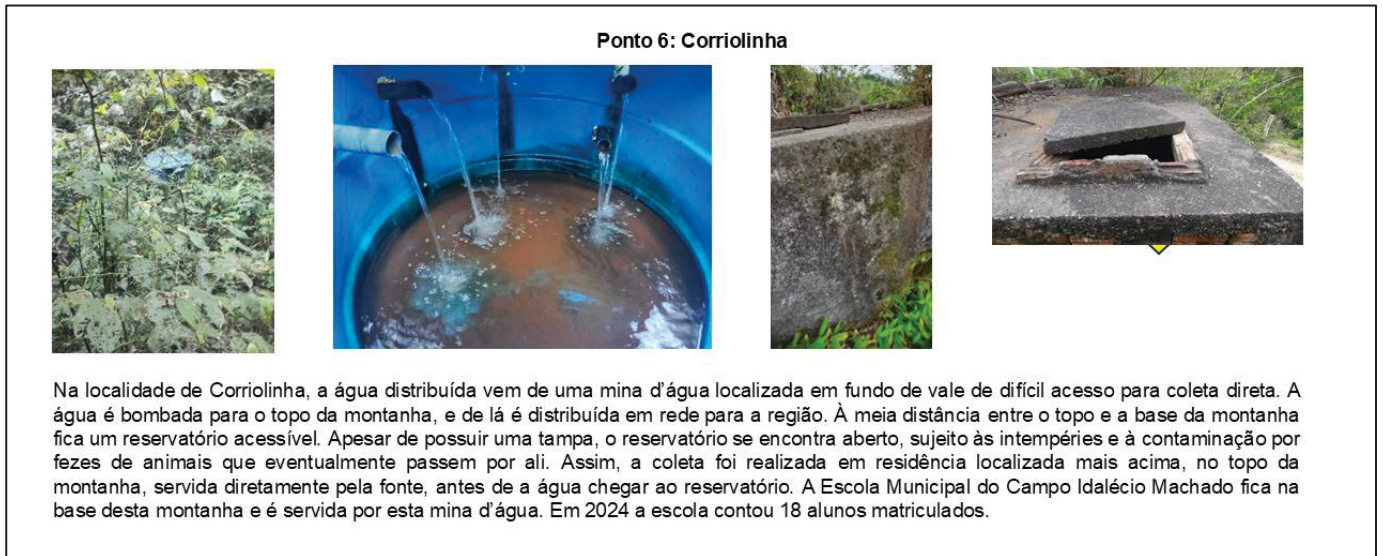 Ponto 6: Corriolinha
Na localidade de Corriolinha, a água distribuída vem de uma mina d’água localizada em fundo de vale de difícil acesso para coleta direta. A
água é bombada para o topo da montanha, e de lá é distribuída em rede para a região. À meia distância entre o topo e a base da montanha
fica um reservatório acessível. Apesar de possuir uma tampa, o reservatório se encontra aberto, sujeito às intempéries e à contaminação por
fezes de animais que eventualmente passem por ali. Assim, a coleta foi realizada em residência localizada mais acima, no topo da
montanha, servida diretamente pela fonte, antes de a água chegar ao reservatório. A Escola Municipal do Campo Idalécio Machado fica na
base desta montanha e é servida por esta mina d’água. Em 2024 a escola contou 18 alunos matriculados.